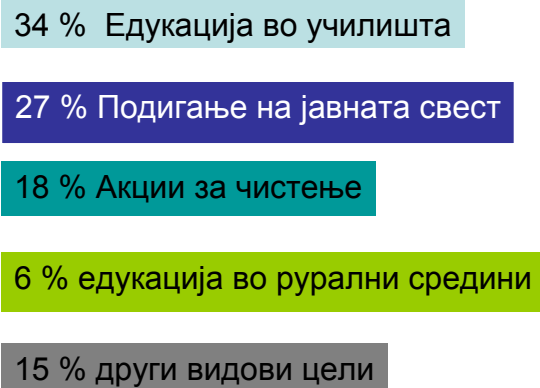 34 %  Едукација во училишта
27 % Подигање на јавната свест
18 % Акции за чистење
6 % едукација во рурални средини
15 % други видови цели